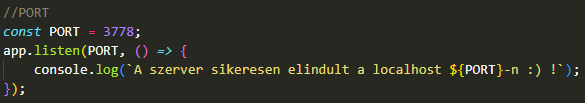 //PORT
const PORT = 3778;
app.listen(PORT, () => {
    console.log(`A szerver sikeresen elindult a localhost ${PORT}-n :) !`);
});